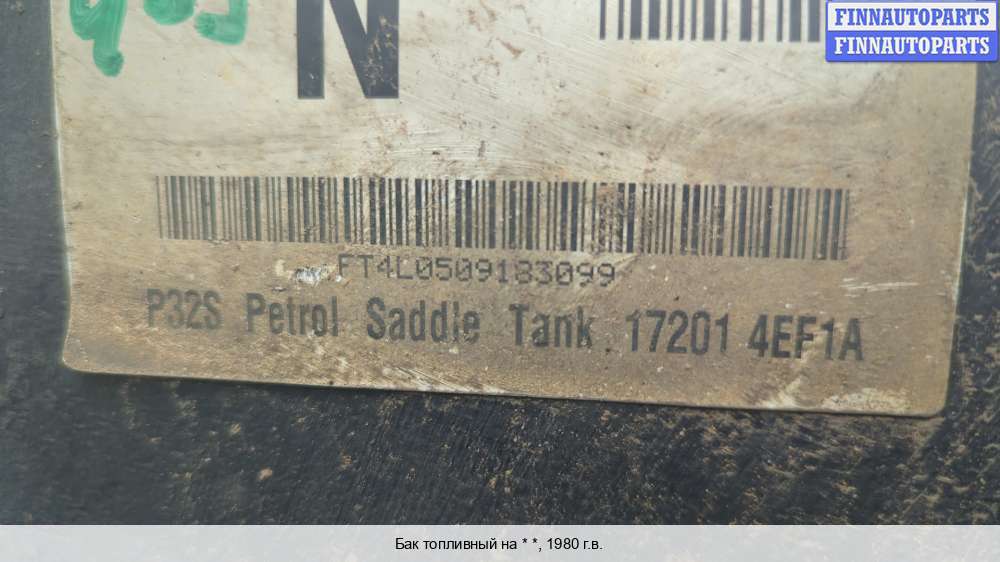 FINNAUTOPARTS
FINNAUTOPARTS
N
FT4L0509183099
P32S Petrol Saddle Tank 17201 4EF1A
Бак топливный на * *, 1980 г.в.